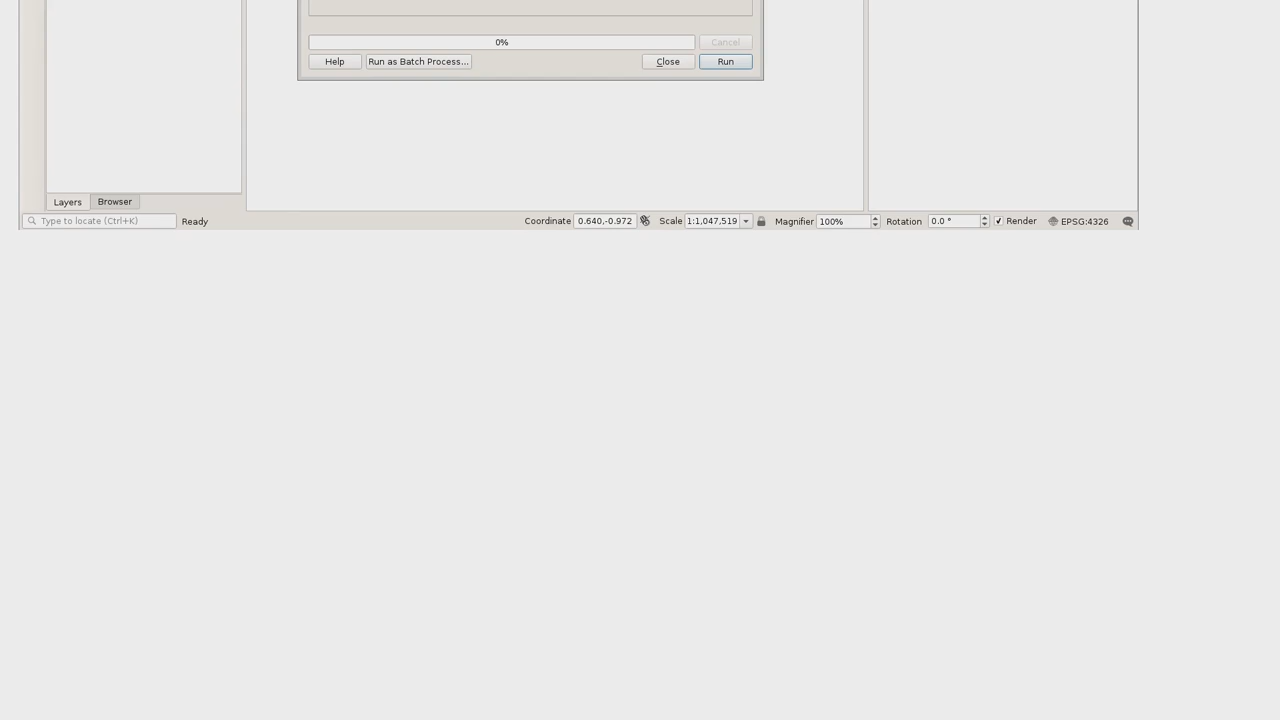 0%
Cancel
Help
Run as Batch Process...
Close
Run
Layers
Browser
Type to locate (Ctrl+K)
Ready
Coordinate
0.640,-0.972
Scale
1:1,047,519
Magnifier
100%
Rotation
0.0 °
Render
EPSG:4326